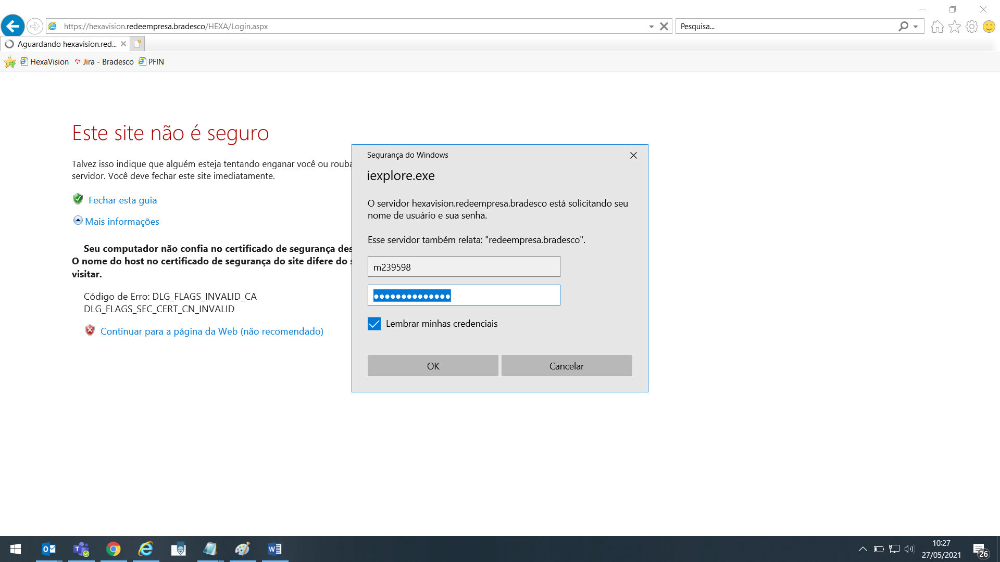 https://hexavision.redeempresa.bradesco/HEXA/Login.aspx
Pesquisa...
Aguardando hexavision.red...
HexaVision
Jira - Bradesco
PFIN
Este site não é seguro
Talvez isso indique que alguém esteja tentando enganar você ou rouba
servidor. Você deve fechar este site imediatamente.
Fechar esta guia
Mais informações
Seu computador não confia no certificado de segurança des
O nome do host no certificado de segurança do site difere do s
visitar.
Código de Erro: DLG_FLAGS_INVALID_CA
DLG_FLAGS_SEC_CERT_CN_INVALID
Continuar para a página da Web (não recomendado)
Segurança do Windows
iexplore.exe
O servidor hexavision.redeempresa.bradesco está solicitando seu
nome de usuário e sua senha.
Esse servidor também relata: "redeempresa.bradesco".
m239598
●●●●●●●●●●●●●●
Lembrar minhas credenciais
OK
Cancelar
10:27
27/05/2021
26